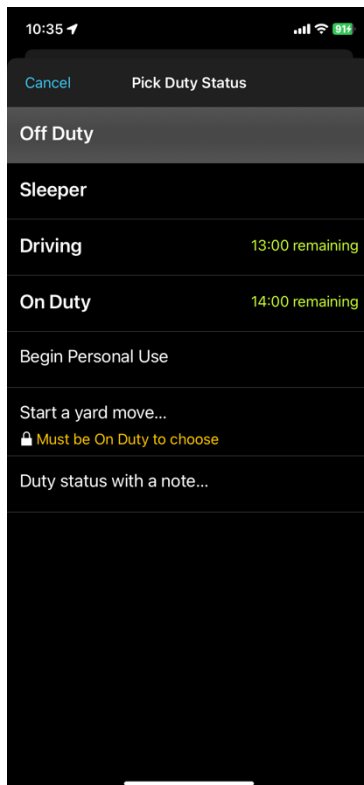 10:35
91
Cancel
Pick Duty Status
Off Duty
Sleeper
Driving
13:00 remaining
On Duty
14:00 remaining
Begin Personal Use
Start a yard move...
Must be On Duty to choose
Duty status with a note...